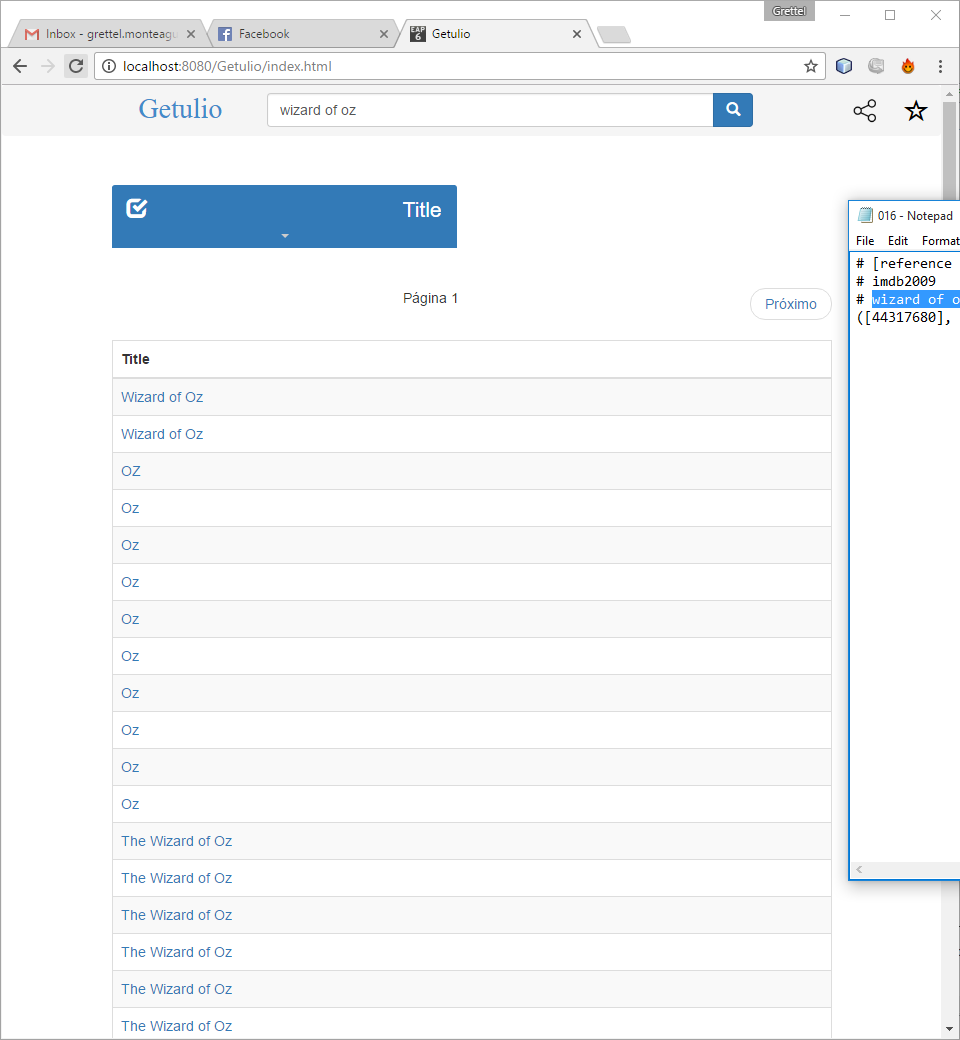 Grettel
Inbox - grettel.monteagu
Facebook
EAP 6
Getulio
localhost:8080/Getulio/index.html
Getulio
wizard of oz
Title
016 - Notepad
File Edit Format
# [reference
# imdb2009
# wizard of o
([44317680],
Página 1
Próximo
Title
Wizard of Oz
Wizard of Oz
OZ
Oz
Oz
Oz
Oz
Oz
Oz
Oz
Oz
Oz
The Wizard of Oz
The Wizard of Oz
The Wizard of Oz
The Wizard of Oz
The Wizard of Oz
The Wizard of Oz